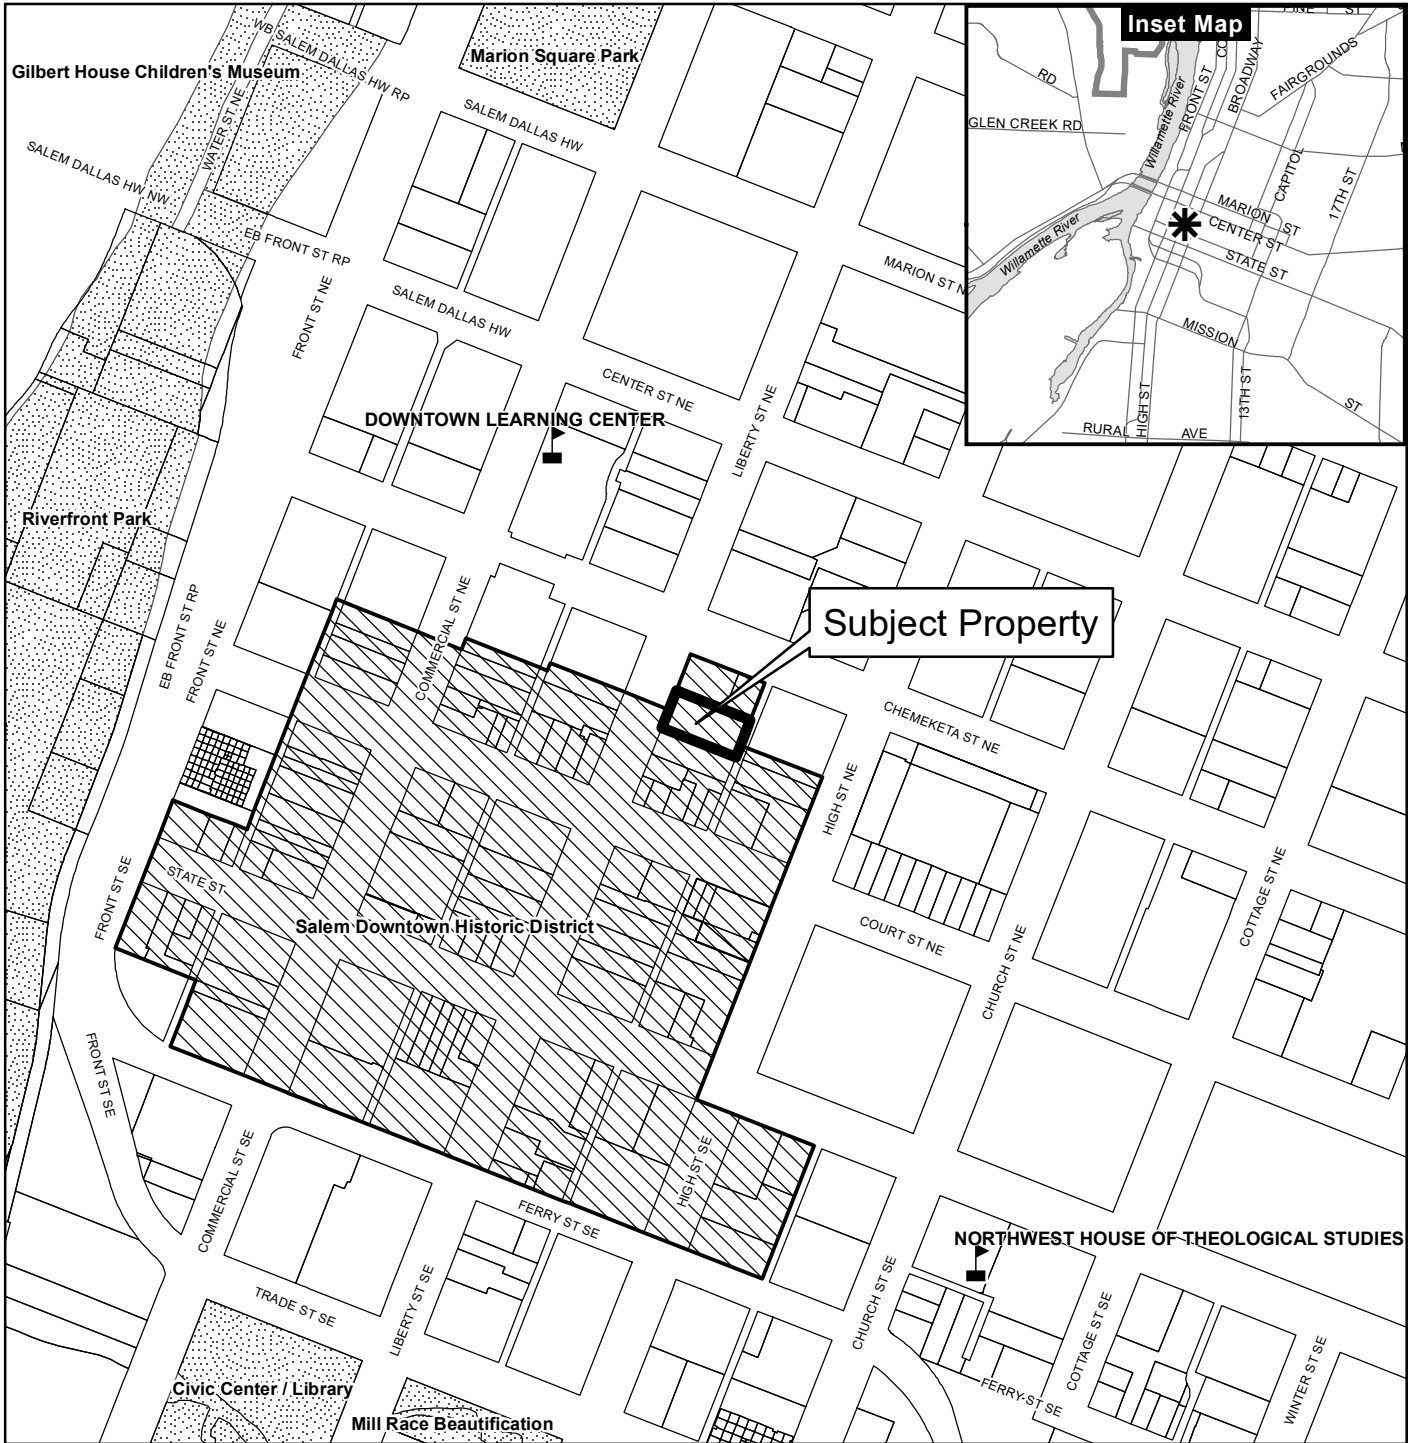 Inset Map
PINE ST
WB SALEM DALLAS HW RP
Marion Square Park
Gilbert House Children's Museum
WATER ST NE
SALEM DALLAS HW
SALEM DALLAS HW NW
EB FRONT ST RP
FRONT ST NE
SALEM DALLAS HW
MARION ST N
CENTER ST NE
LIBERTY ST NE
DOWNTOWN LEARNING CENTER
Riverfront Park
EB FRONT ST RP
FRONT ST NE
COMMERCIAL ST NE
Subject Property
CHEMEKETA ST NE
HIGH ST NE
FRONT ST SE
STATE ST
Salem Downtown Historic District
COURT ST NE
CHURCH ST NE
COTTAGE ST NE
FRONT ST SE
COMMERCIAL ST SE
HIGH ST SE
FERRY ST SE
NORTHWEST HOUSE OF THEOLOGICAL STUDIES
TRADE ST SE
LIBERTY ST SE
CHURCH ST SE
COTTAGE ST SE
FERRY ST SE
WINTER ST SE
Civic Center / Library
Mill Race Beautification
RD
GLEN CREEK RD
Willamette River
FRONT ST
CO
BROADWAY
FAIRGROUNDS
CAPITOL
17TH ST
MARION ST
CENTER ST
STATE ST
Willamette River
MISSION
ST
13TH ST
HIGH ST
RURAL AVE